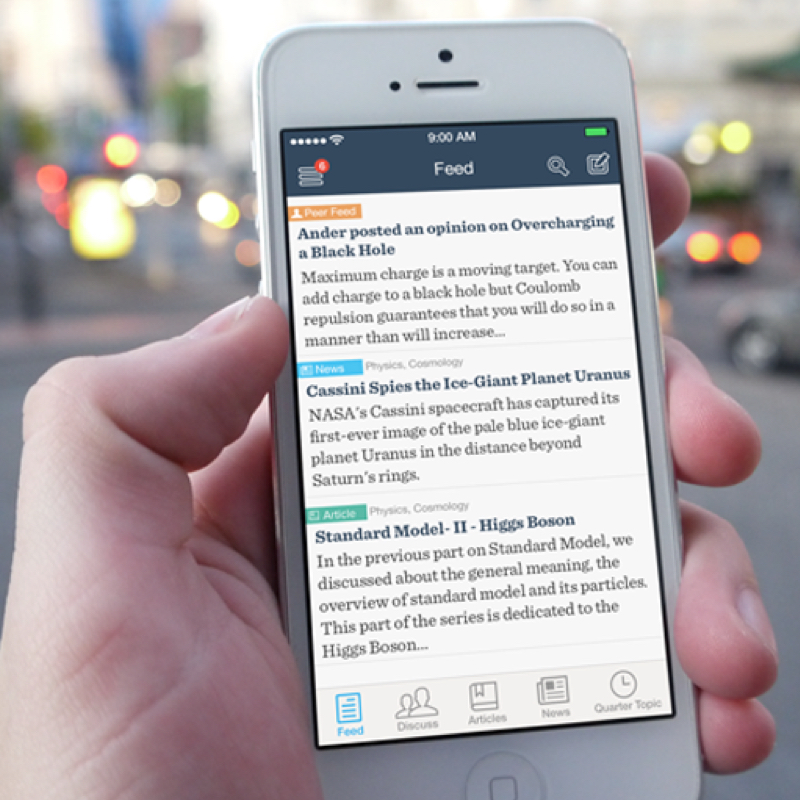 9:00 AM
6
Feed
Peer Feed
Ander posted an opinion on Overcharging
a Black Hole
Maximum charge is a moving target. You can
add charge to a black hole but Coulomb
repulsion guarantees that you will do so in a
manner than will increase...
News Physics, Cosmology
Cassini Spies the Ice-Giant Planet Uranus
NASA's Cassini spacecraft has captured its
first-ever image of the pale blue ice-giant
planet Uranus in the distance beyond
Saturn's rings.
Article Physics, Cosmology
Standard Model- II - Higgs Boson
In the previous part on Standard Model, we
discussed about the general meaning, the
overview of standard model and its particles.
This part of the series is dedicated to the
Higgs Boson...
Feed Discuss Articles News Quarter Topic